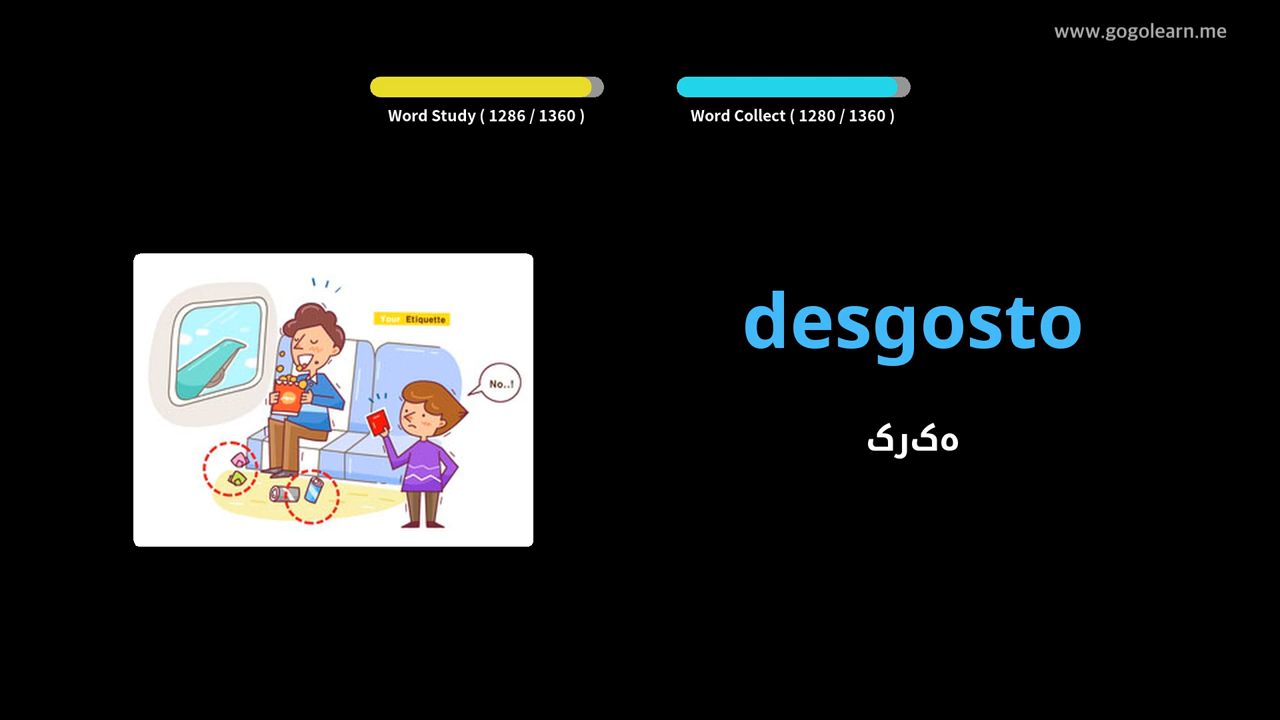 www.gogolearn.me
Word Study ( 1286 / 1360 )
Word Collect ( 1280 / 1360 )
Your Etiquette
No..!
desgosto
ەکرک